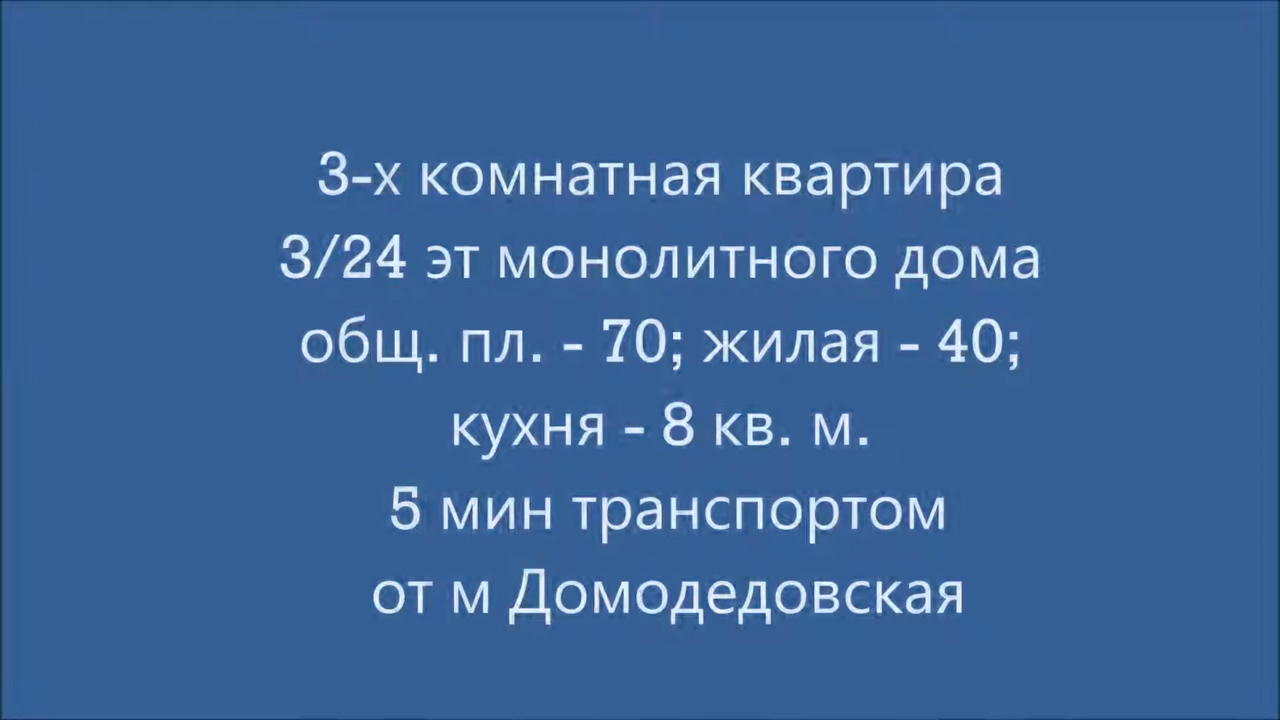 3-х комнатная квартира
3/24 эт монолитного дома
общ. пл. - 70; жилая - 40;
кухня - 8 кв. м.
5 мин транспортом
от м Домодедовская